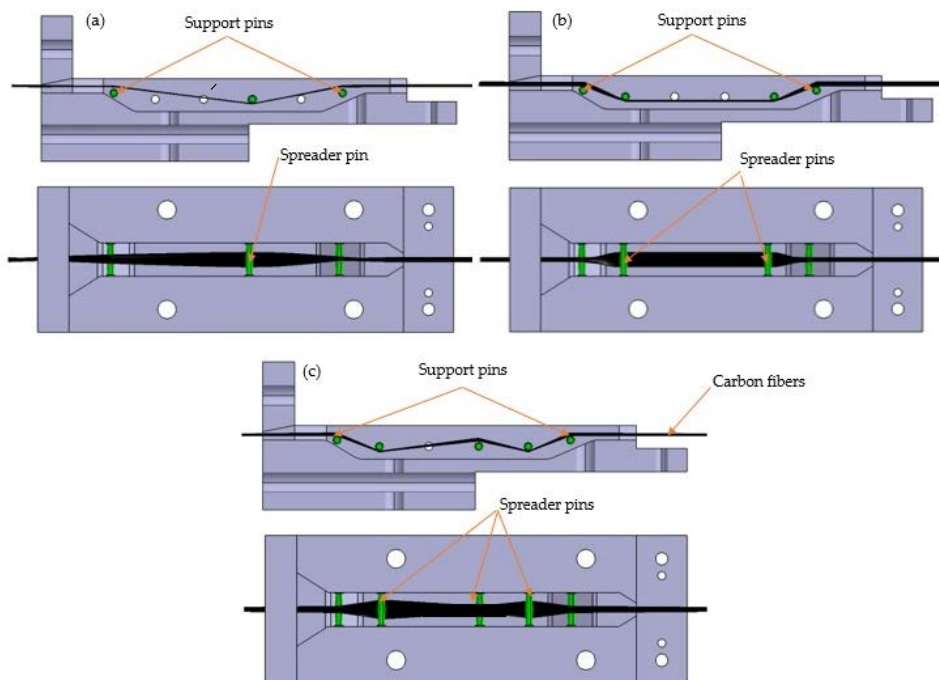 (a)
Support pins
Spreader pin
(b)
Support pins
Spreader pins
(c)
Support pins
Carbon fibers
Spreader pins